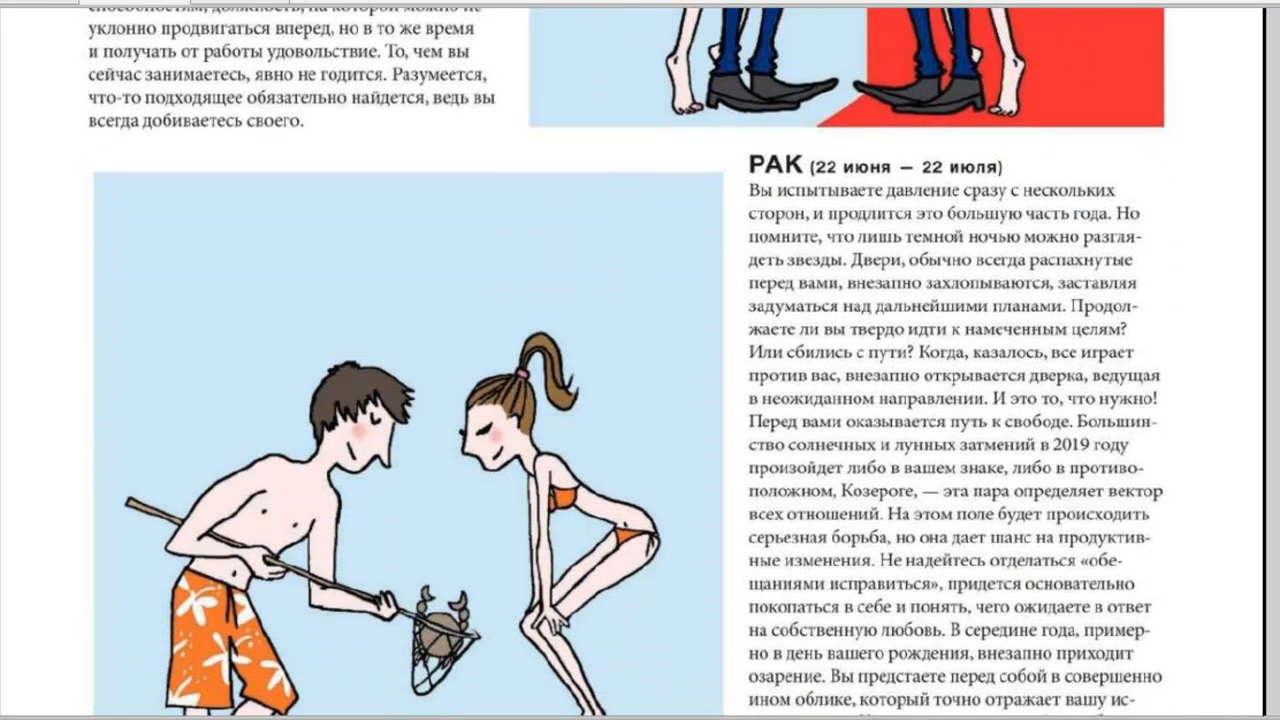 способностям, должность, на которой можно не
уклонно продвигаться вперед, но в то же время
и получать от работы удовольствие. То, чем вы
сейчас занимаетесь, явно не годится. Разумеется,
что-то подходящее обязательно найдется, ведь вы
всегда добиваетесь своего.
РАК (22 июня – 22 июля)
Вы испытываете давление сразу с нескольких
сторон, и продлится это большую часть года. Но
помните, что лишь темной ночью можно разгля-
деть звезды. Двери, обычно всегда распахнутые
перед вами, внезапно захлопываются, заставляя
задуматься над дальнейшими планами. Продол-
жаете ли вы твердо идти к намеченным целям?
Или сбились с пути? Когда, казалось, все играет
против вас, внезапно открывается дверка, ведущая
в неожиданном направлении. И это то, что нужно!
Перед вами оказывается путь к свободе. Большин-
ство солнечных и лунных затмений в 2019 году
произойдет либо в вашем знаке, либо в противо-
положном, Козероге, — эта пара определяет вектор
всех отношений. На этом поле будет происходить
серьезная борьба, но она дает шанс на продуктив-
ные изменения. Не надейтесь отделаться «обе-
щаниями исправиться», придется основательно
покопаться в себе и понять, чего ожидаете в ответ
на собственную любовь. В середине года, пример-
но в день вашего рождения, внезапно приходит
озарение. Вы предстаете перед собой в совершенно
ином облике, который точно отражает вашу ис-